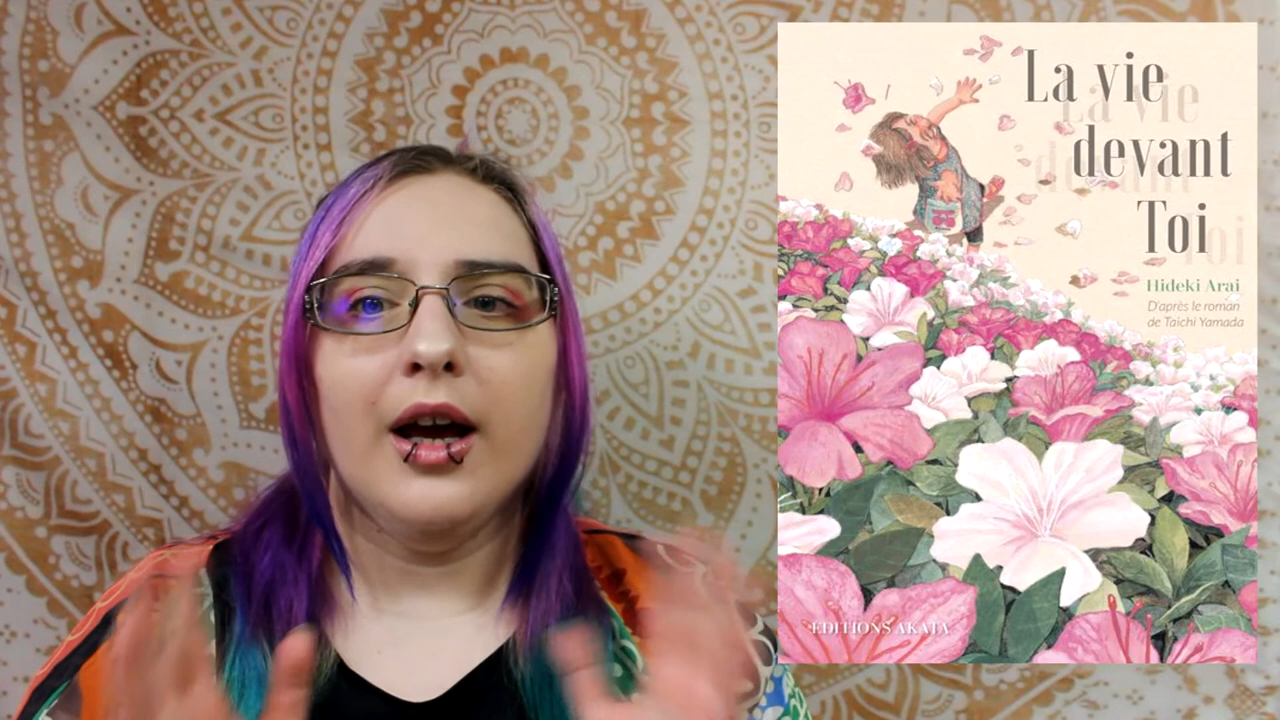 La vie
devant
Toi
Hideki Arai
D'après le roman
de Taichi Yamada
EDITIONS AKATA